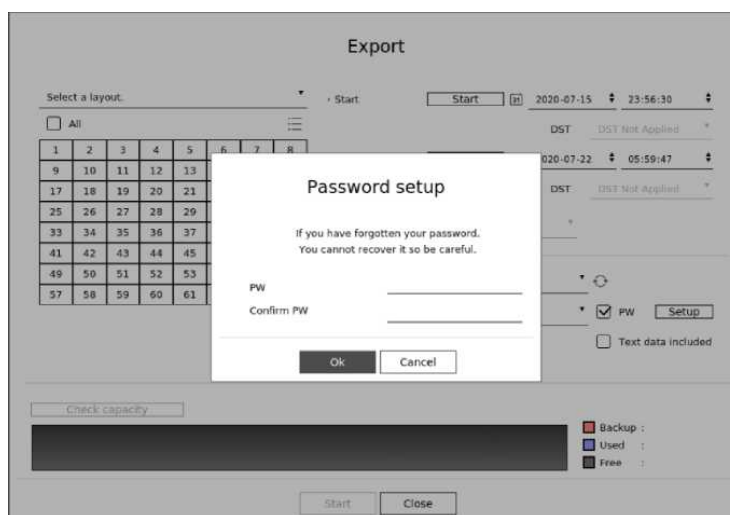 Export
Select a layout.
Start
Start
31
2020-07-15
23:56:30
All
DST
DST Not Applied
1 2 3 4 5 6 7 8
9 10 11 12 13
020-07-22
05:59:47
17 18 19 20 21
DST
DST Not Applied
25 26 27 28 29
33 34 35 36 37
41 42 43 44 45
49 50 51 52 53
57 58 59 60 61
Password setup
If you have forgotten your password.
You cannot recover it so be careful.
PW
Confirm PW
Ok
Cancel
PW
Setup
Text data included
Check capacity
Backup :
Used :
Free :
Start
Close